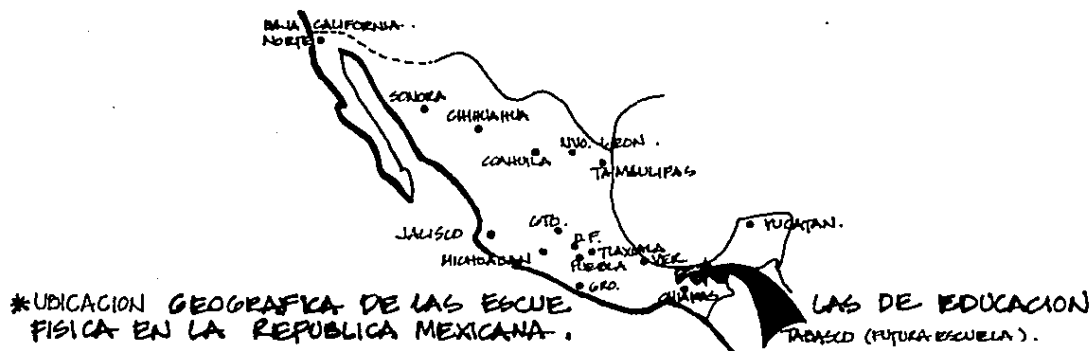 BAJA CALIFORNIA.
NORTE
SONORA
CHIHUAHUA
COAHUILA
NVO. LEON.
TAMAULIPAS
JALISCO
GTO.
D.F.
MICHOACAN
TLAXCALA
PUEBLA
VER.
GRO.
YUCATAN.
CHIAPAS
*UBICACION GEOGRAFICA DE LAS ESCUE LAS DE EDUCACION
FISICA EN LA REPUBLICA MEXICANA.
TABASCO (FUTURA ESCUELA).